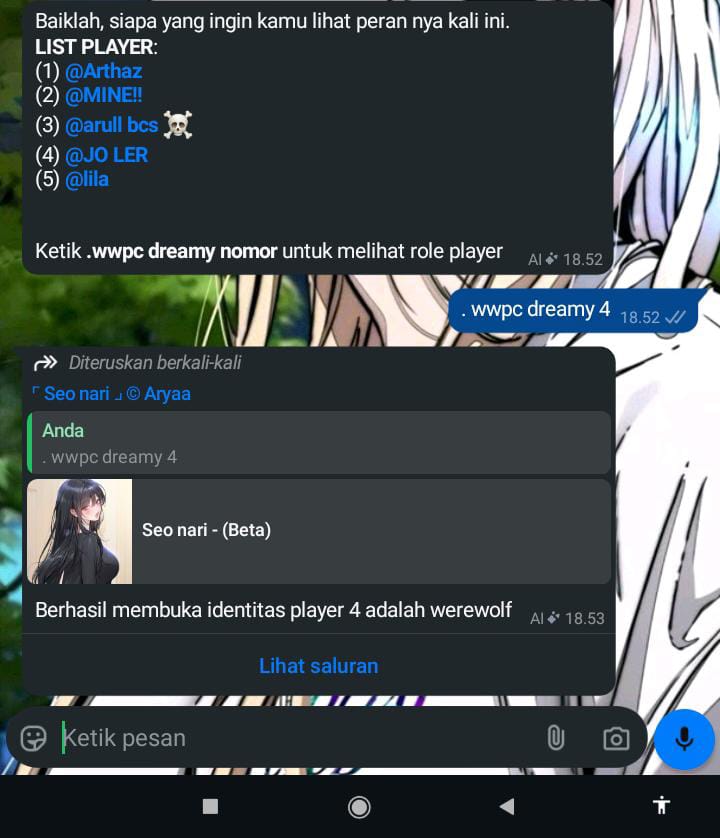 Baiklah, siapa yang ingin kamu lihat peran nya kali ini.
LIST PLAYER:
(1) @Arthaz
(2) @MINE!!
(3) @arull bcs ☠️
(4) @JO LER
(5) @lila
Ketik .wwpc dreamy nomor untuk melihat role player
AI 18.52
. wwpc dreamy 4 18.52
Diteruskan berkali-kali
「 Seo nari 」 © Aryaa
Anda
. wwpc dreamy 4
Seo nari - (Beta)
Berhasil membuka identitas player 4 adalah werewolf
AI 18.53
Lihat saluran
Ketik pesan